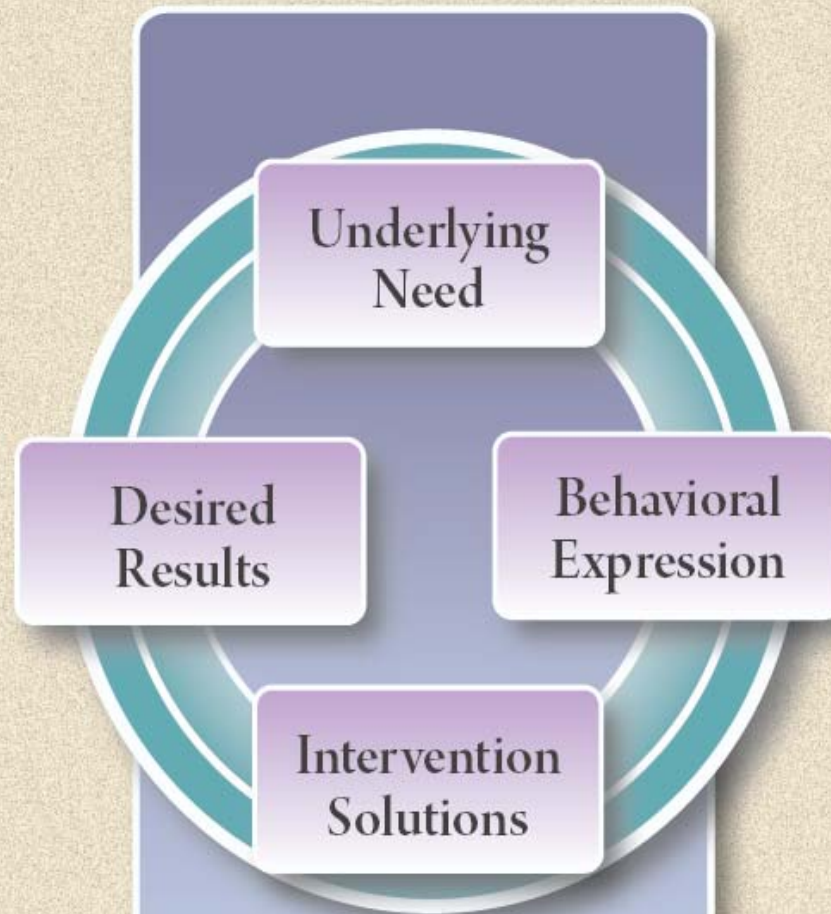 Underlying
Need
Desired
Results
Behavioral
Expression
Intervention
Solutions